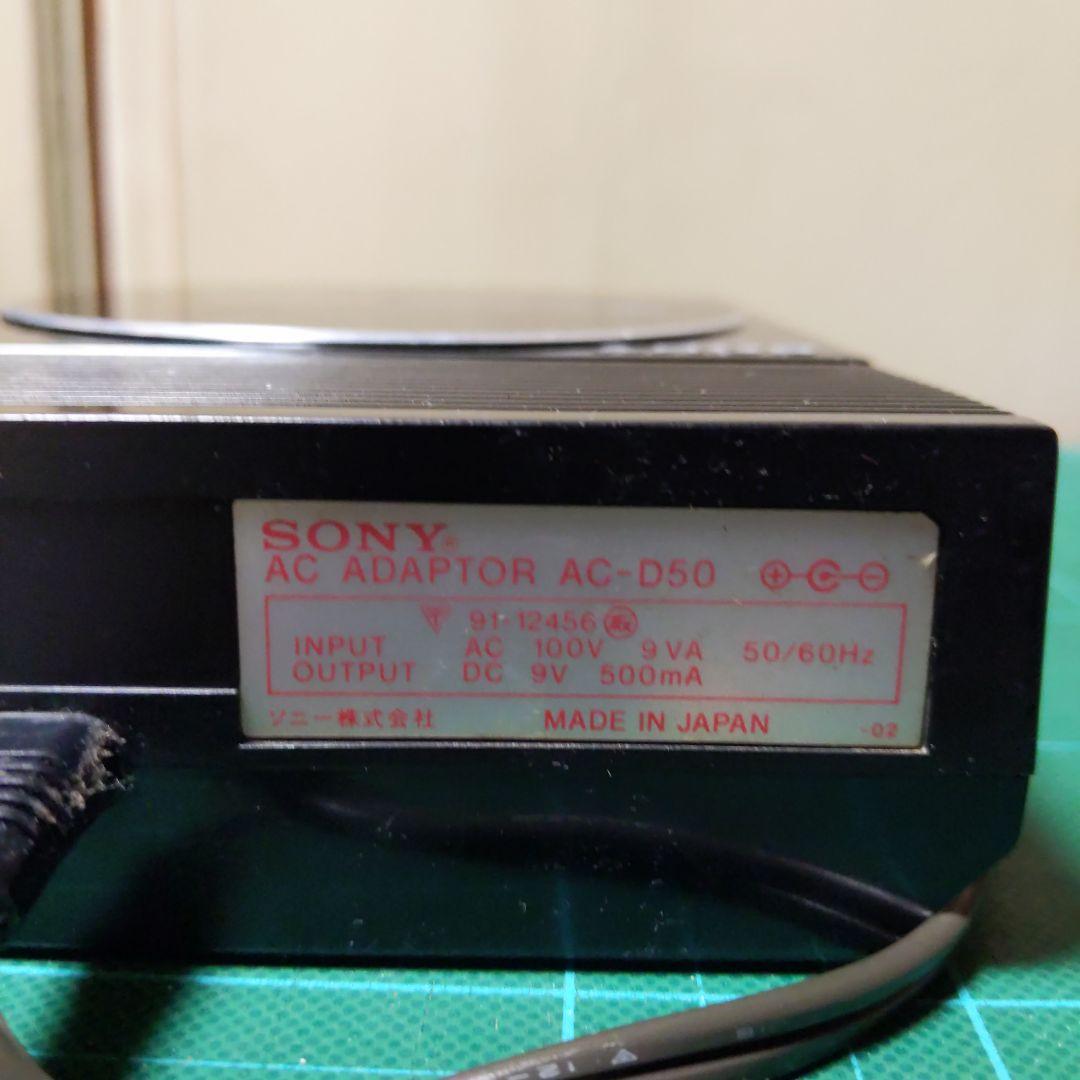 SONY®
AC ADAPTOR AC-D50 ⊕-C-⊖
T 91-12456 取
INPUT AC 100V 9VA 50/60Hz
OUTPUT DC 9V 500mA
ソニー株式会社 MADE IN JAPAN -02